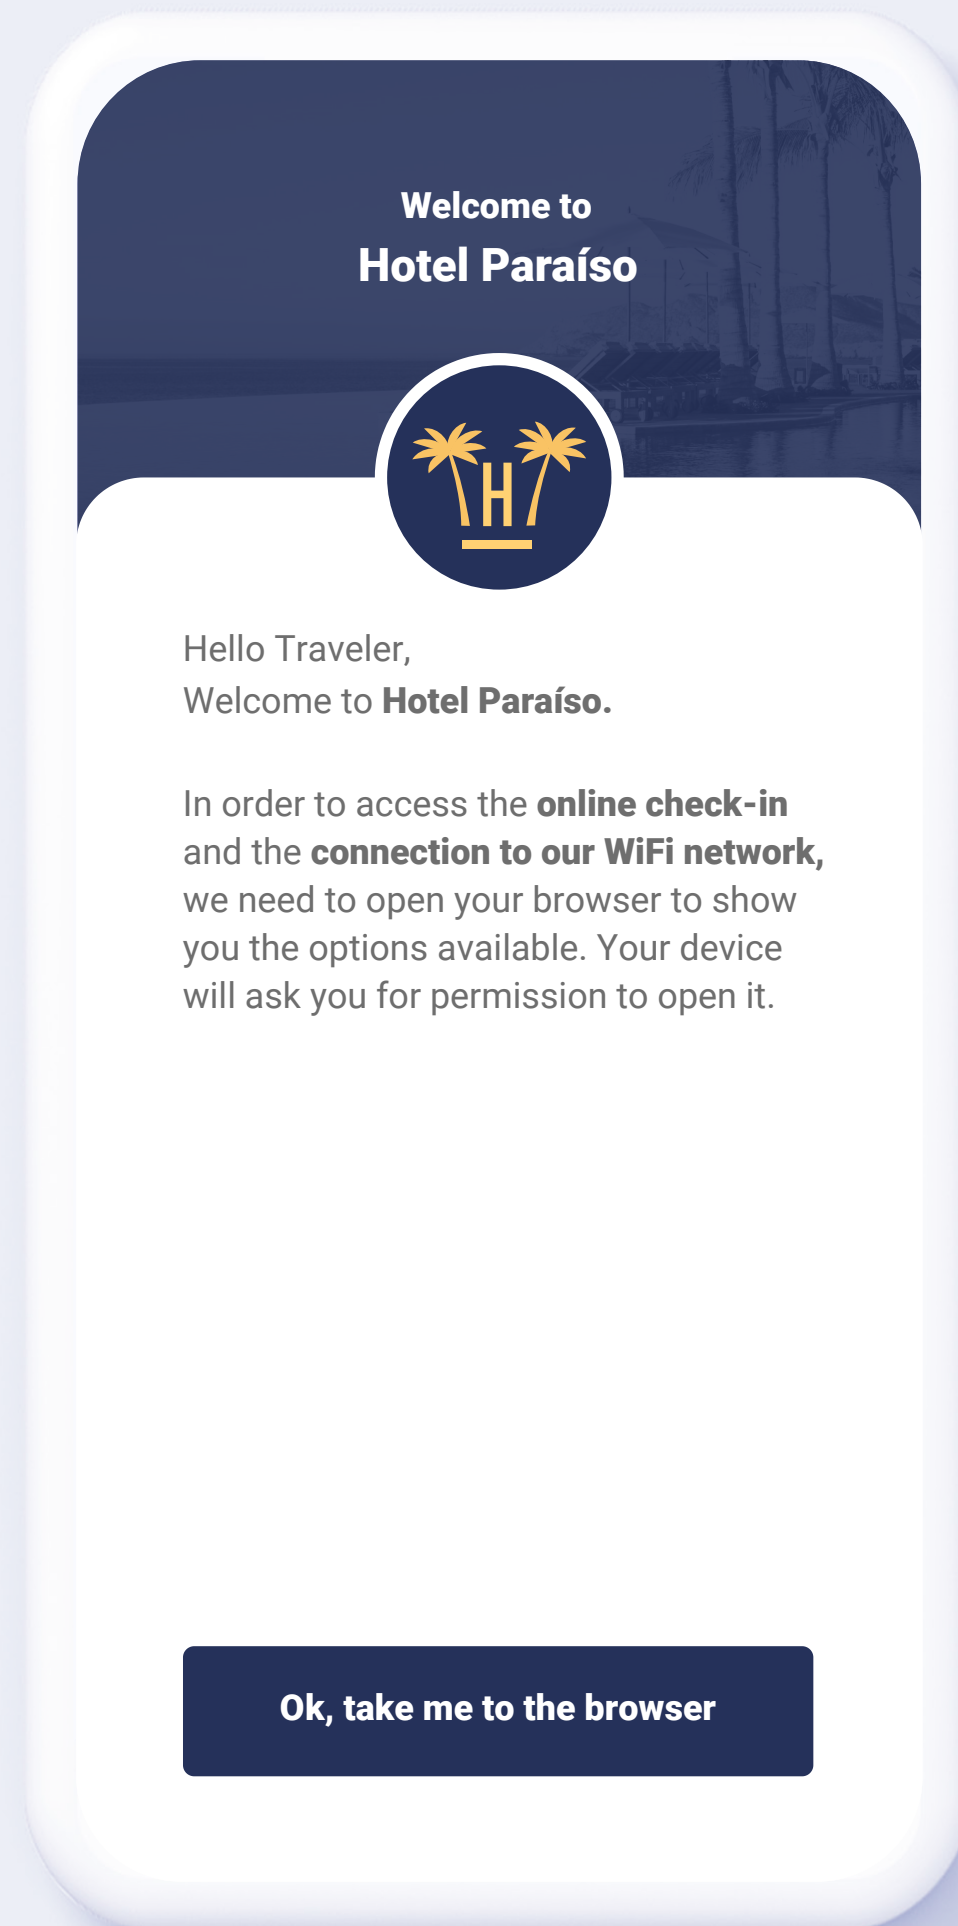 Welcome to
Hotel Paraíso
H
Hello Traveler,
Welcome to Hotel Paraíso.
In order to access the online check-in
and the connection to our WiFi network,
we need to open your browser to show
you the options available. Your device
will ask you for permission to open it.
Ok, take me to the browser